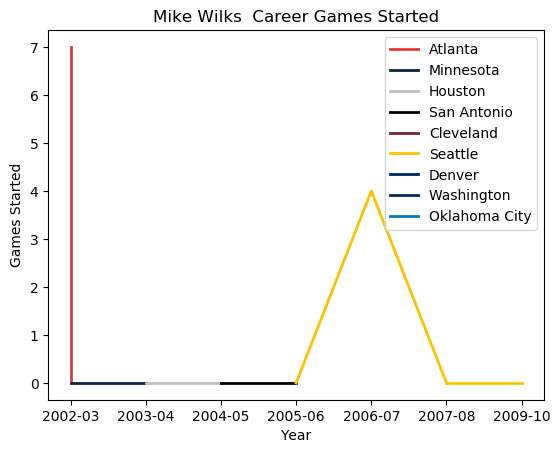 Mike Wilks  Career Games Started
Games Started
7
6
5
4
3
2
1
0
Atlanta
Minnesota
Houston
San Antonio
Cleveland
Seattle
Denver
Washington
Oklahoma City
2002-03 2003-04 2004-05 2005-06 2006-07 2007-08 2009-10
Year